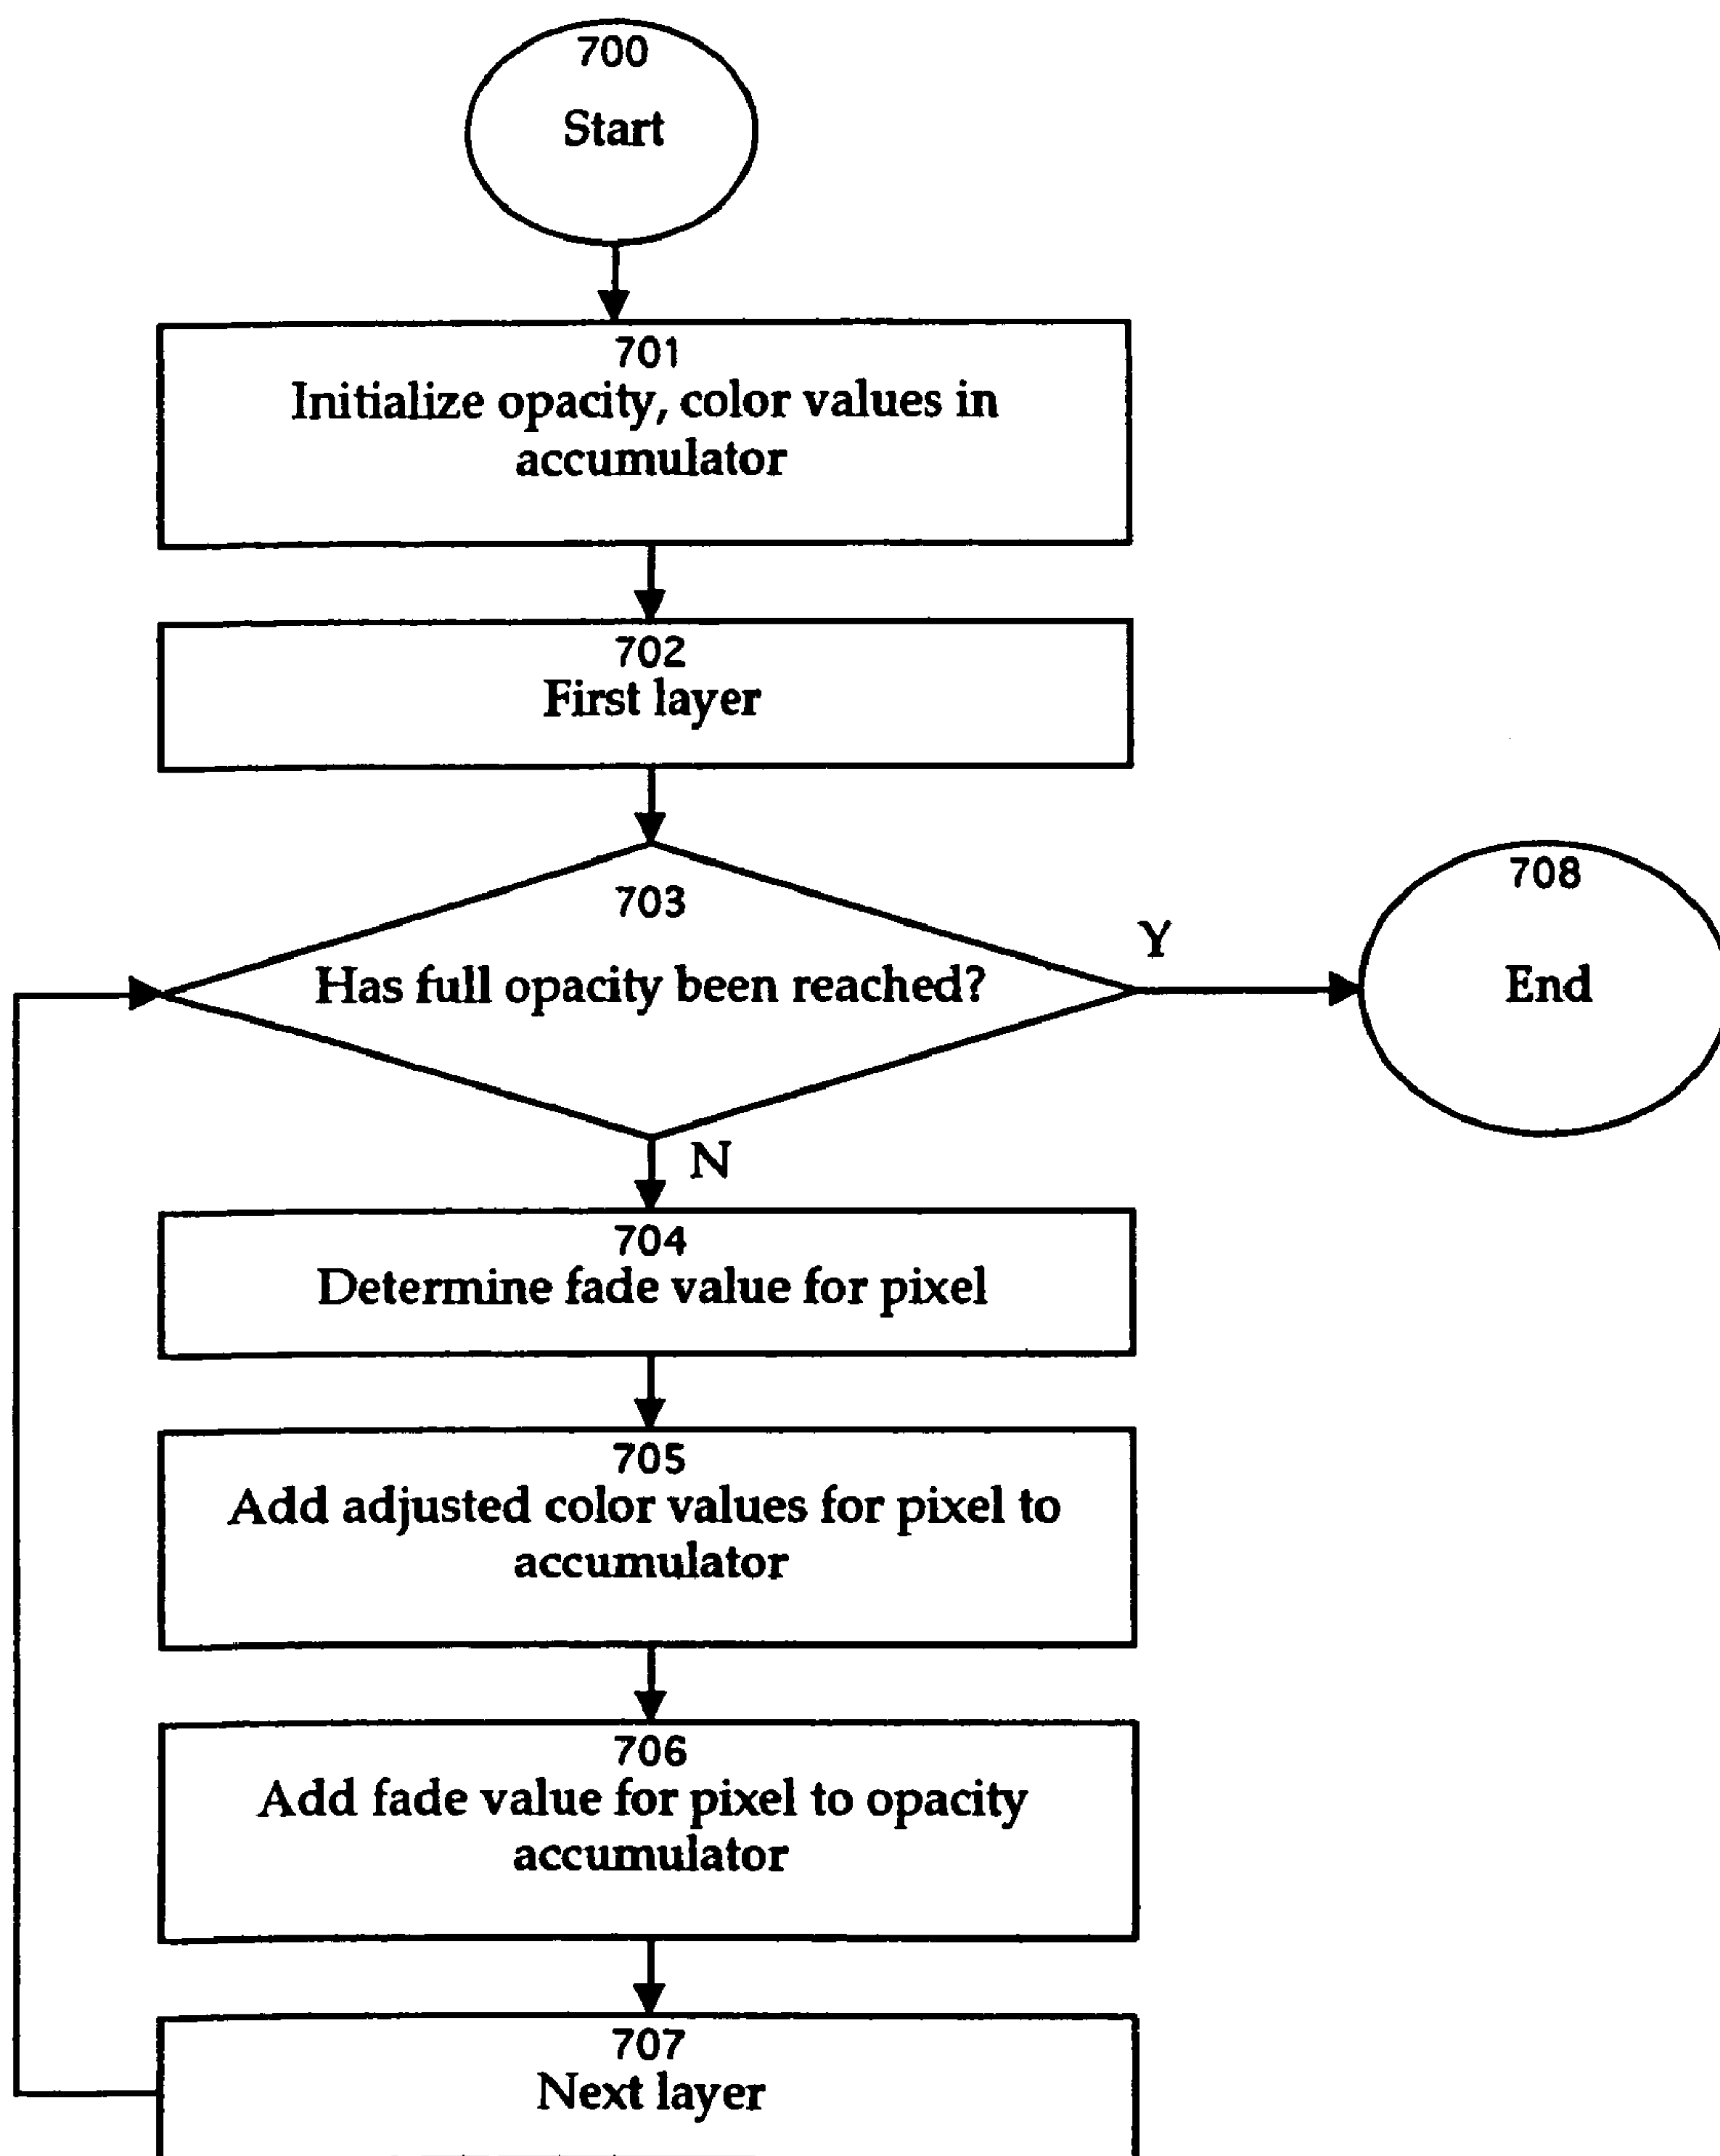 700
Start
701
Initialize opacity, color values in
accumulator
702
First layer
703
Has full opacity been reached?
Y
708
End
N
704
Determine fade value for pixel
705
Add adjusted color values for pixel to
accumulator
706
Add fade value for pixel to opacity
accumulator
707
Next layer